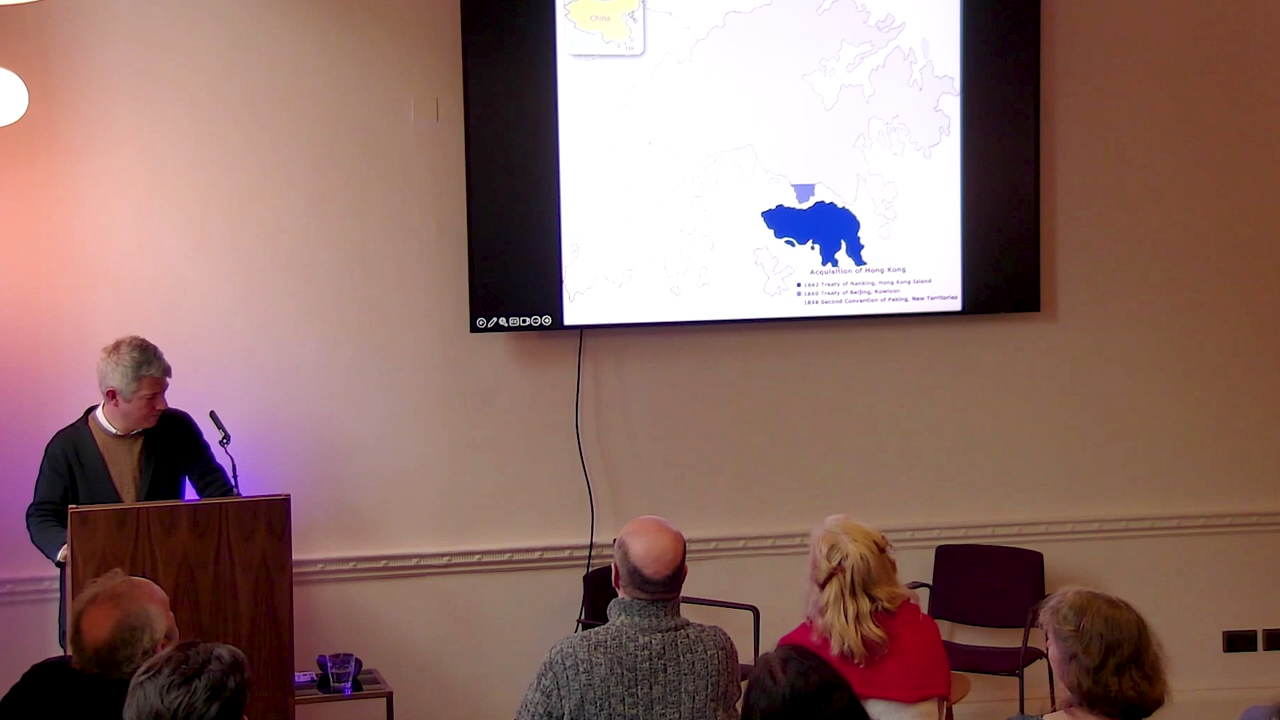 China
Acquisition of Hong Kong
1842 Treaty of Nanking, Hong Kong Island
1860 Treaty of Beijing, Kowloon
1898 Second Convention of Peking, New Territories